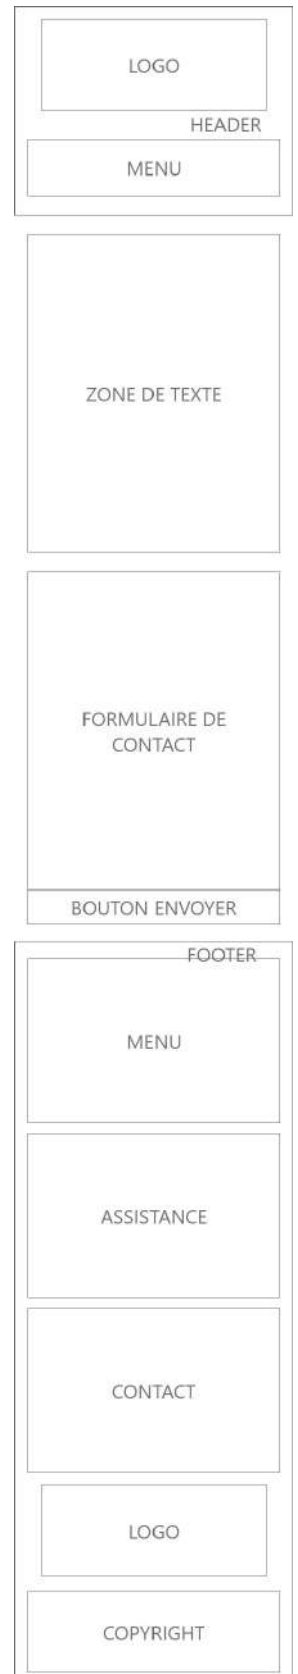 LOGO
HEADER
MENU
ZONE DE TEXTE
FORMULAIRE DE
CONTACT
BOUTON ENVOYER
FOOTER
MENU
ASSISTANCE
CONTACT
LOGO
COPYRIGHT